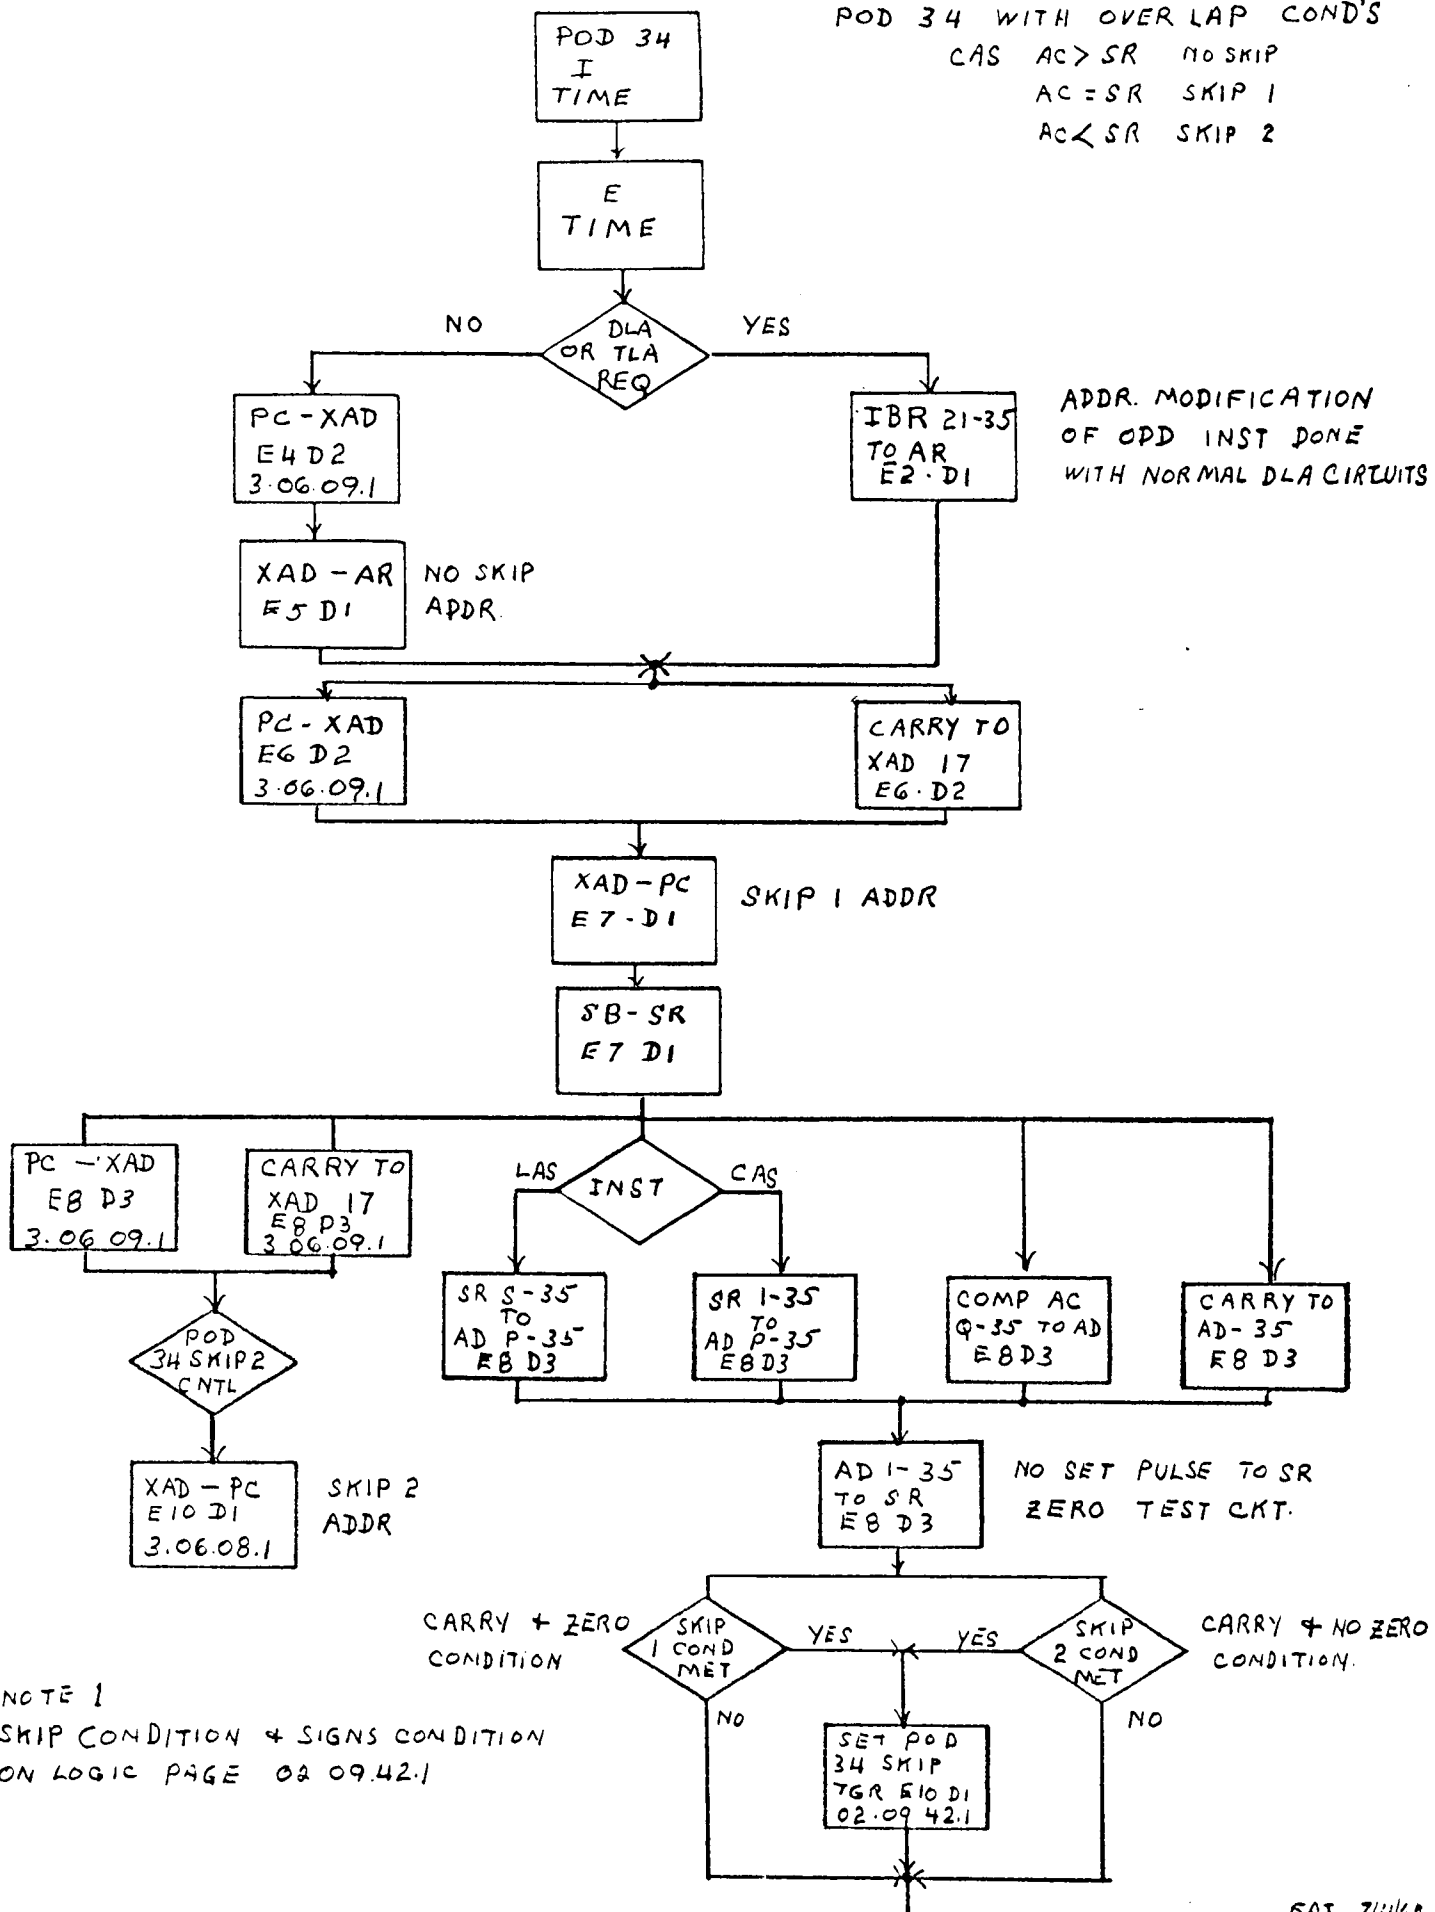 POD 34 WITH OVER LAP COND'S
CAS AC > SR NO SKIP
AC = SR SKIP 1
AC < SR SKIP 2
POD 34
I
TIME
E
TIME
NO
DLA
OR TLA
REQ
YES
PC - XAD
E4 D2
3.06.09.1
IBR 21-35
TO AR
E2 · D1
ADDR. MODIFICATION
OF ODD INST DONE
WITH NORMAL DLA CIRCUITS
XAD - AR
E5 D1
NO SKIP
ADDR.
PC - XAD
E6 D2
3.06.09.1
CARRY TO
XAD 17
E6 · D2
XAD - PC
E7 - D1
SKIP 1 ADDR
SB - SR
E7 D1
PC - XAD
E8 D3
3.06 09.1
CARRY TO
XAD 17
E8 D3
3 06.09.1
LAS
INST
CAS
SR S-35
TO
AD P-35
E8 D3
SR 1-35
TO
AD P-35
E8 D3
COMP AC
Q-35 TO AD
E8 D3
CARRY TO
AD-35
E8 D3
POD
34 SKIP 2
CNTL
XAD - PC
E10 D1
3.06.08.1
SKIP 2
ADDR
AD 1-35
TO SR
E8 D3
NO SET PULSE TO SR
ZERO TEST CKT.
CARRY + ZERO
CONDITION
SKIP
1 COND
MET
YES
YES
SKIP
2 COND
MET
CARRY + NO ZERO
CONDITION.
NO
NO
SET POD
34 SKIP
TGR E10 D1
02.09 42.1
NOTE 1
SKIP CONDITION + SIGNS CONDITION
ON LOGIC PAGE 02 09.42.1